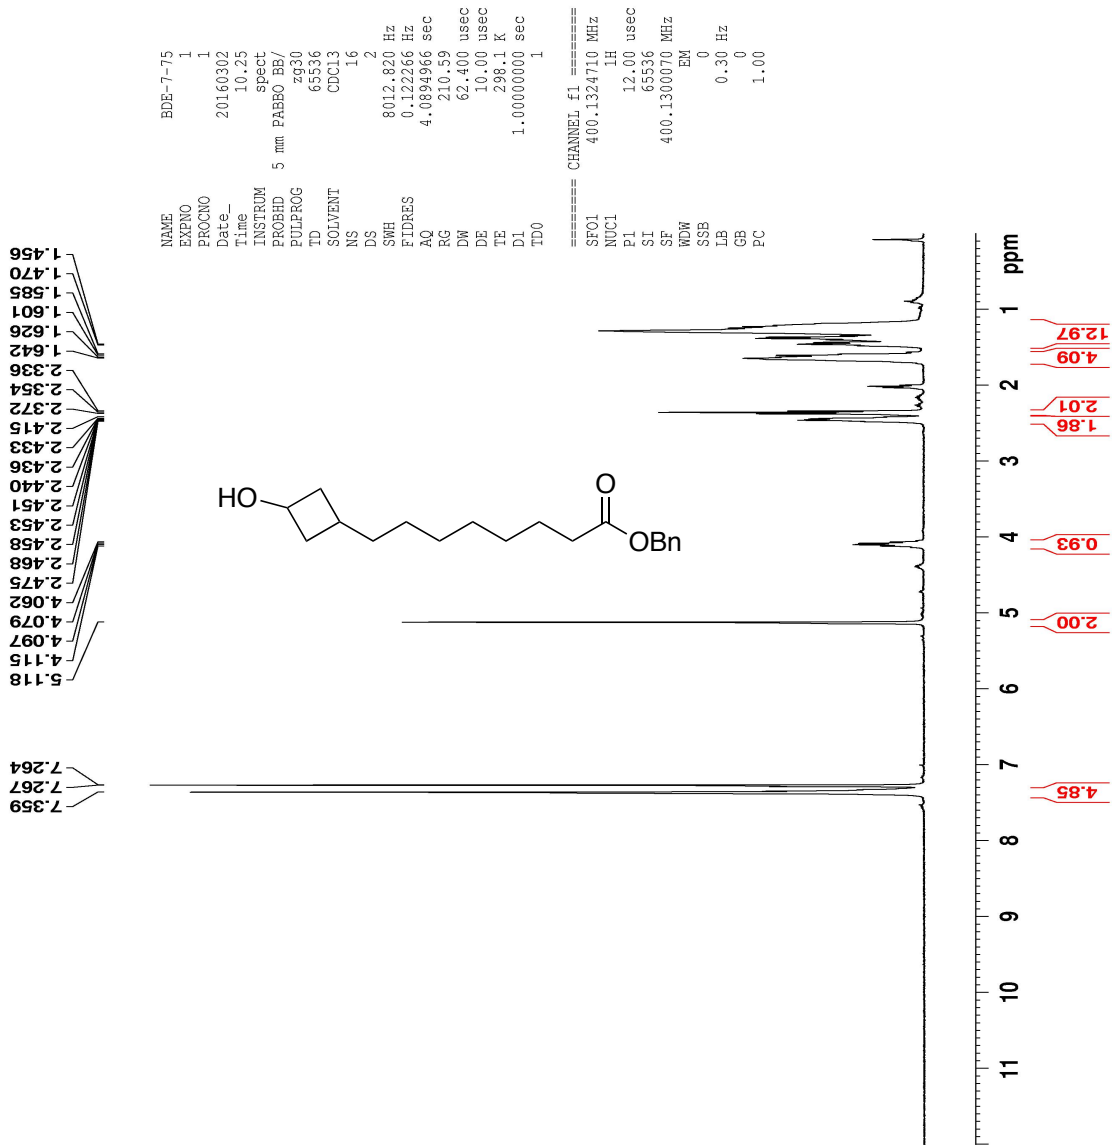 NAME BDE-7-75
EXPNO 1
PROCNO 1
Date_ 20160302
Time 10.25
INSTRUM spect
PROBHD 5 mm PABBO BB/
PULPROG zg30
TD 65536
SOLVENT CDCl3
NS 16
DS 2
SWH 8012.820 Hz
FIDRES 0.122266 Hz
AQ 4.0894966 sec
RG 210.59
DW 62.400 usec
DE 10.00 usec
TE 298.1 K
D1 1.00000000 sec
TD0 1
======== CHANNEL f1 ========
SFO1 400.1324710 MHz
NUC1 1H
P1 12.00 usec
SI 65536
SF 400.1300070 MHz
WDW EM
SSB 0
LB 0.30 Hz
GB 0
PC 1.00
1.456
1.470
1.585
1.601
1.626
1.642
2.336
2.354
2.372
2.415
2.433
2.436
2.440
2.451
2.453
2.458
2.468
2.475
4.062
4.079
4.097
4.115
5.118
7.264
7.267
7.359
HO
O
OBn
ppm
1
2
3
4
5
6
7
8
9
10
11
12.97
4.09
2.01
1.86
0.93
2.00
4.85